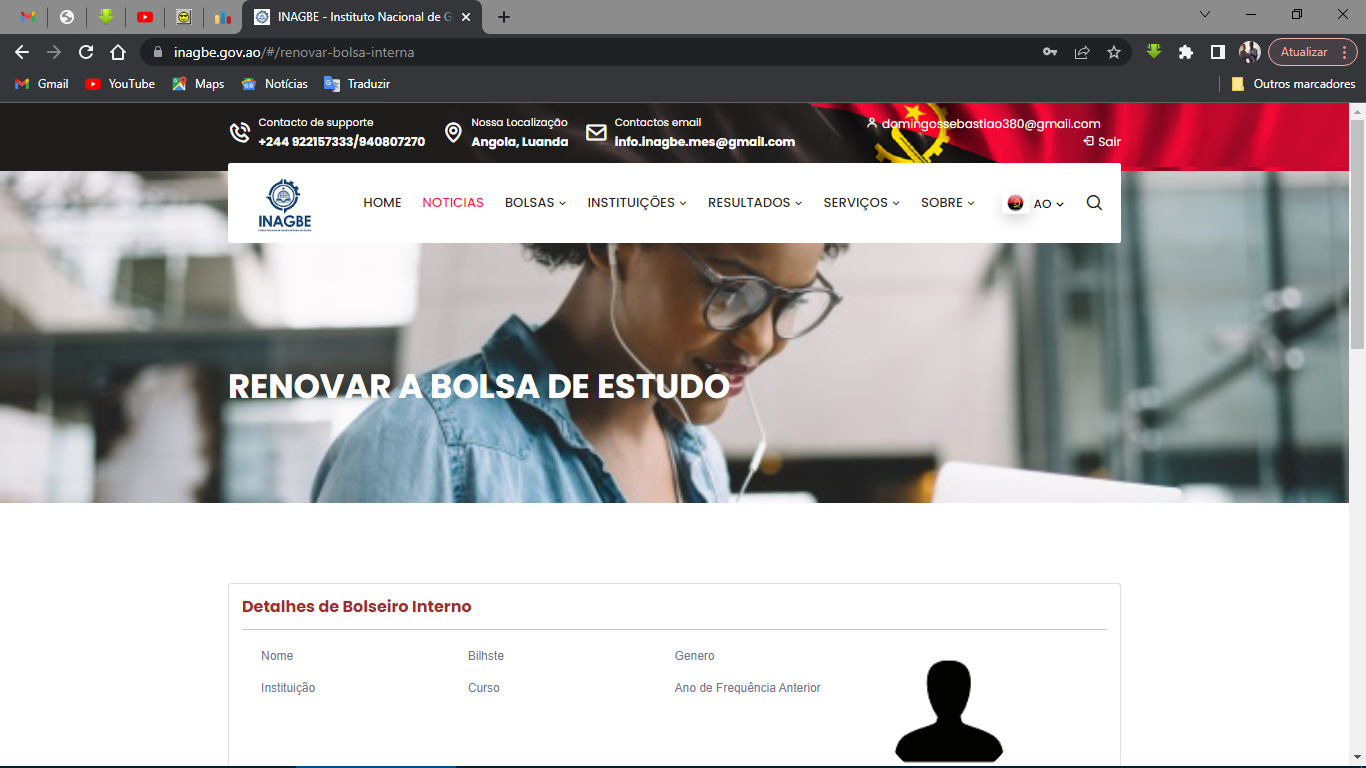 INAGBE - Instituto Nacional de G
inagbe.gov.ao/#/renovar-bolsa-interna
Atualizar
Gmail
YouTube
Maps
Notícias
Traduzir
Outros marcadores
Contacto de supporte
+244 922157333/940807270
Nossa Localização
Angola, Luanda
Contactos email
info.inagbe.mes@gmail.com
domingossebastiao380@gmail.com
Sair
INAGBE
HOME
NOTICIAS
BOLSAS
INSTITUIÇÕES
RESULTADOS
SERVIÇOS
SOBRE
AO
RENOVAR A BOLSA DE ESTUDO
Detalhes de Bolseiro Interno
Nome
Bilhste
Genero
Instituição
Curso
Ano de Frequência Anterior